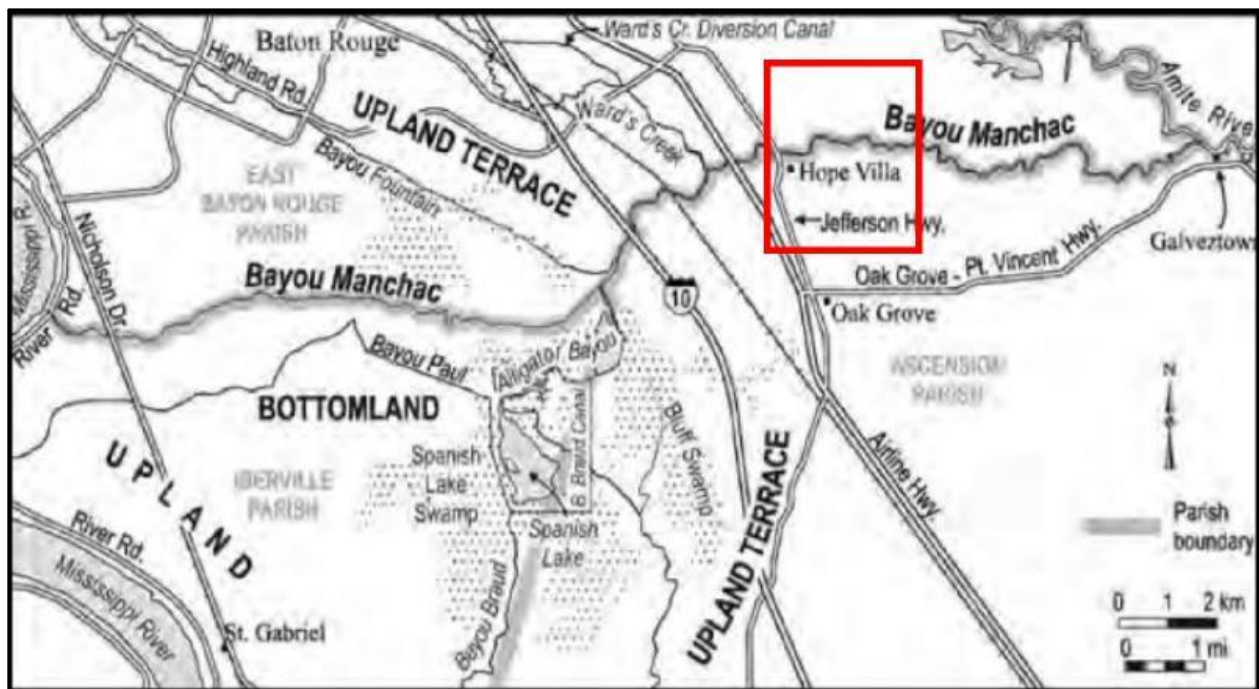 Baton Rouge
Highland Rd.
Ward's Cr. Diversion Canal
UPLAND TERRACE
Ward's Creek
Bayou Manchac
Amite River
Hope Villa
Jefferson Hwy.
Bayou Fountain
EAST
BATON ROUGE
PARISH
Mississippi R.
River Rd.
Nicholson Dr.
Bayou Manchac
10
Oak Grove - Pt. Vincent Hwy.
Galveztown
Oak Grove
Bayou Paul
Alligator Bayou
ASCENSION
PARISH
N
BOTTOMLAND
UPLAND
IBERVILLE
PARISH
Spanish
Lake
Swamp
Braud Canal
Bluff Swamp
Airline Hwy.
UPLAND TERRACE
Spanish
Lake
Bayou Braud
River Rd.
Mississippi River
St. Gabriel
Parish
boundary
0 1 2 km
0 1 mi